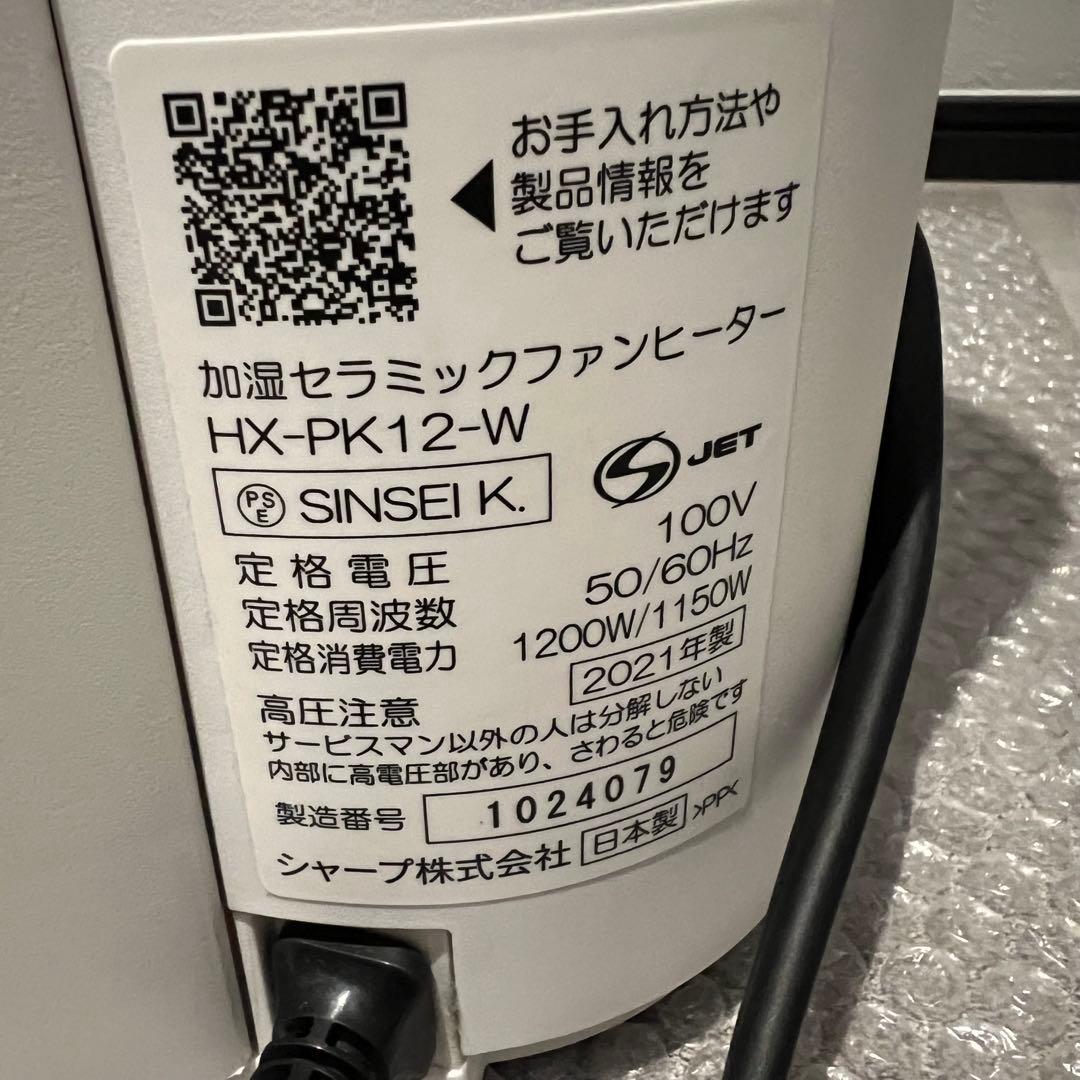 お手入れ方法や
製品情報を
ご覧いただけます
加湿セラミックファンヒーター
HX-PK12-W
PSE SINSEI K.
S JET
定格電圧 100V
定格周波数 50/60Hz
定格消費電力 1200W/1150W
2021年製
高圧注意
サービスマン以外の人は分解しない
内部に高電圧部があり、さわると危険です
製造番号 1024079
シャープ株式会社 日本製 >PP<